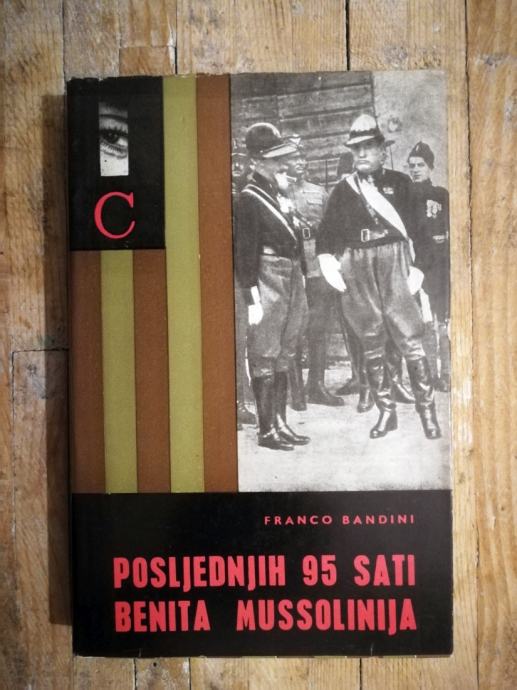 C
FRANCO BANDINI
POSLJEDNJIH 95 SATI
BENITA MUSSOLINIJA